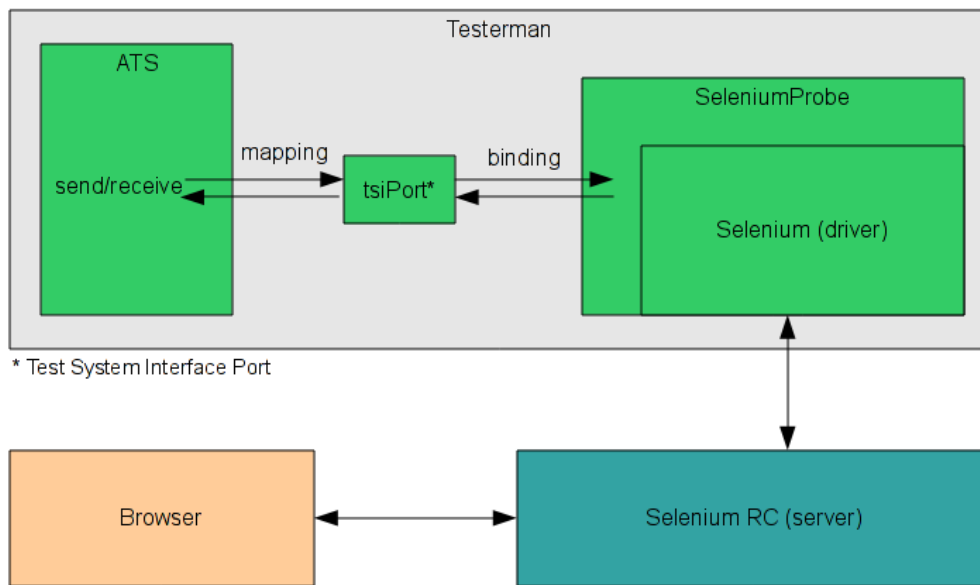 Testerman
ATS
SeleniumProbe
mapping
binding
send/receive
tsiPort*
Selenium (driver)
* Test System Interface Port
Browser
Selenium RC (server)